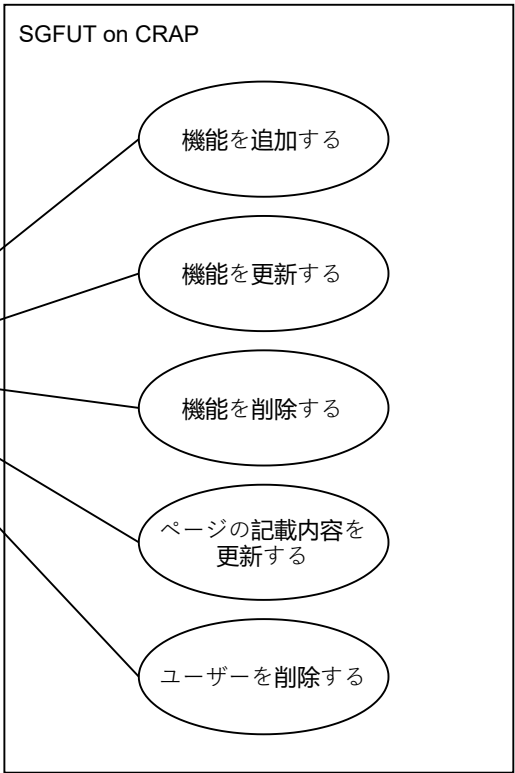 SGFUT on CRAP
機能を追加する
機能を更新する
機能を削除する
ページの記載内容を
更新する
ユーザーを削除する